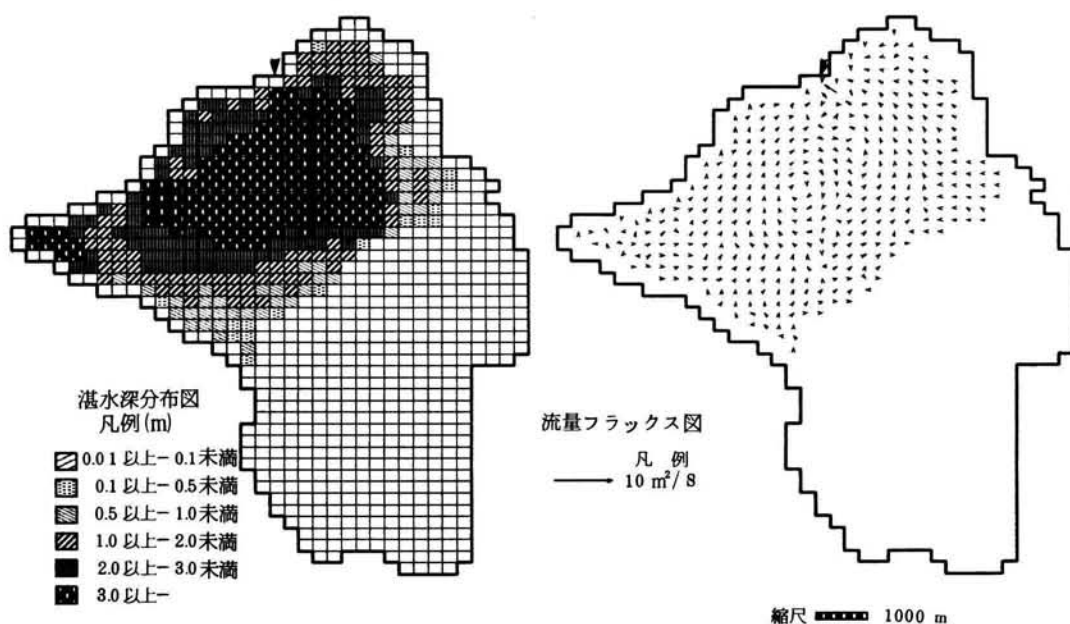 湛水深分布図
凡例(m)
0.01以上－0.1未満
0.1以上－0.5未満
0.5以上－1.0未満
1.0以上－2.0未満
2.0以上－3.0未満
3.0以上－
流量フラックス図
凡 例
10 m²/s
縮尺 1000 m